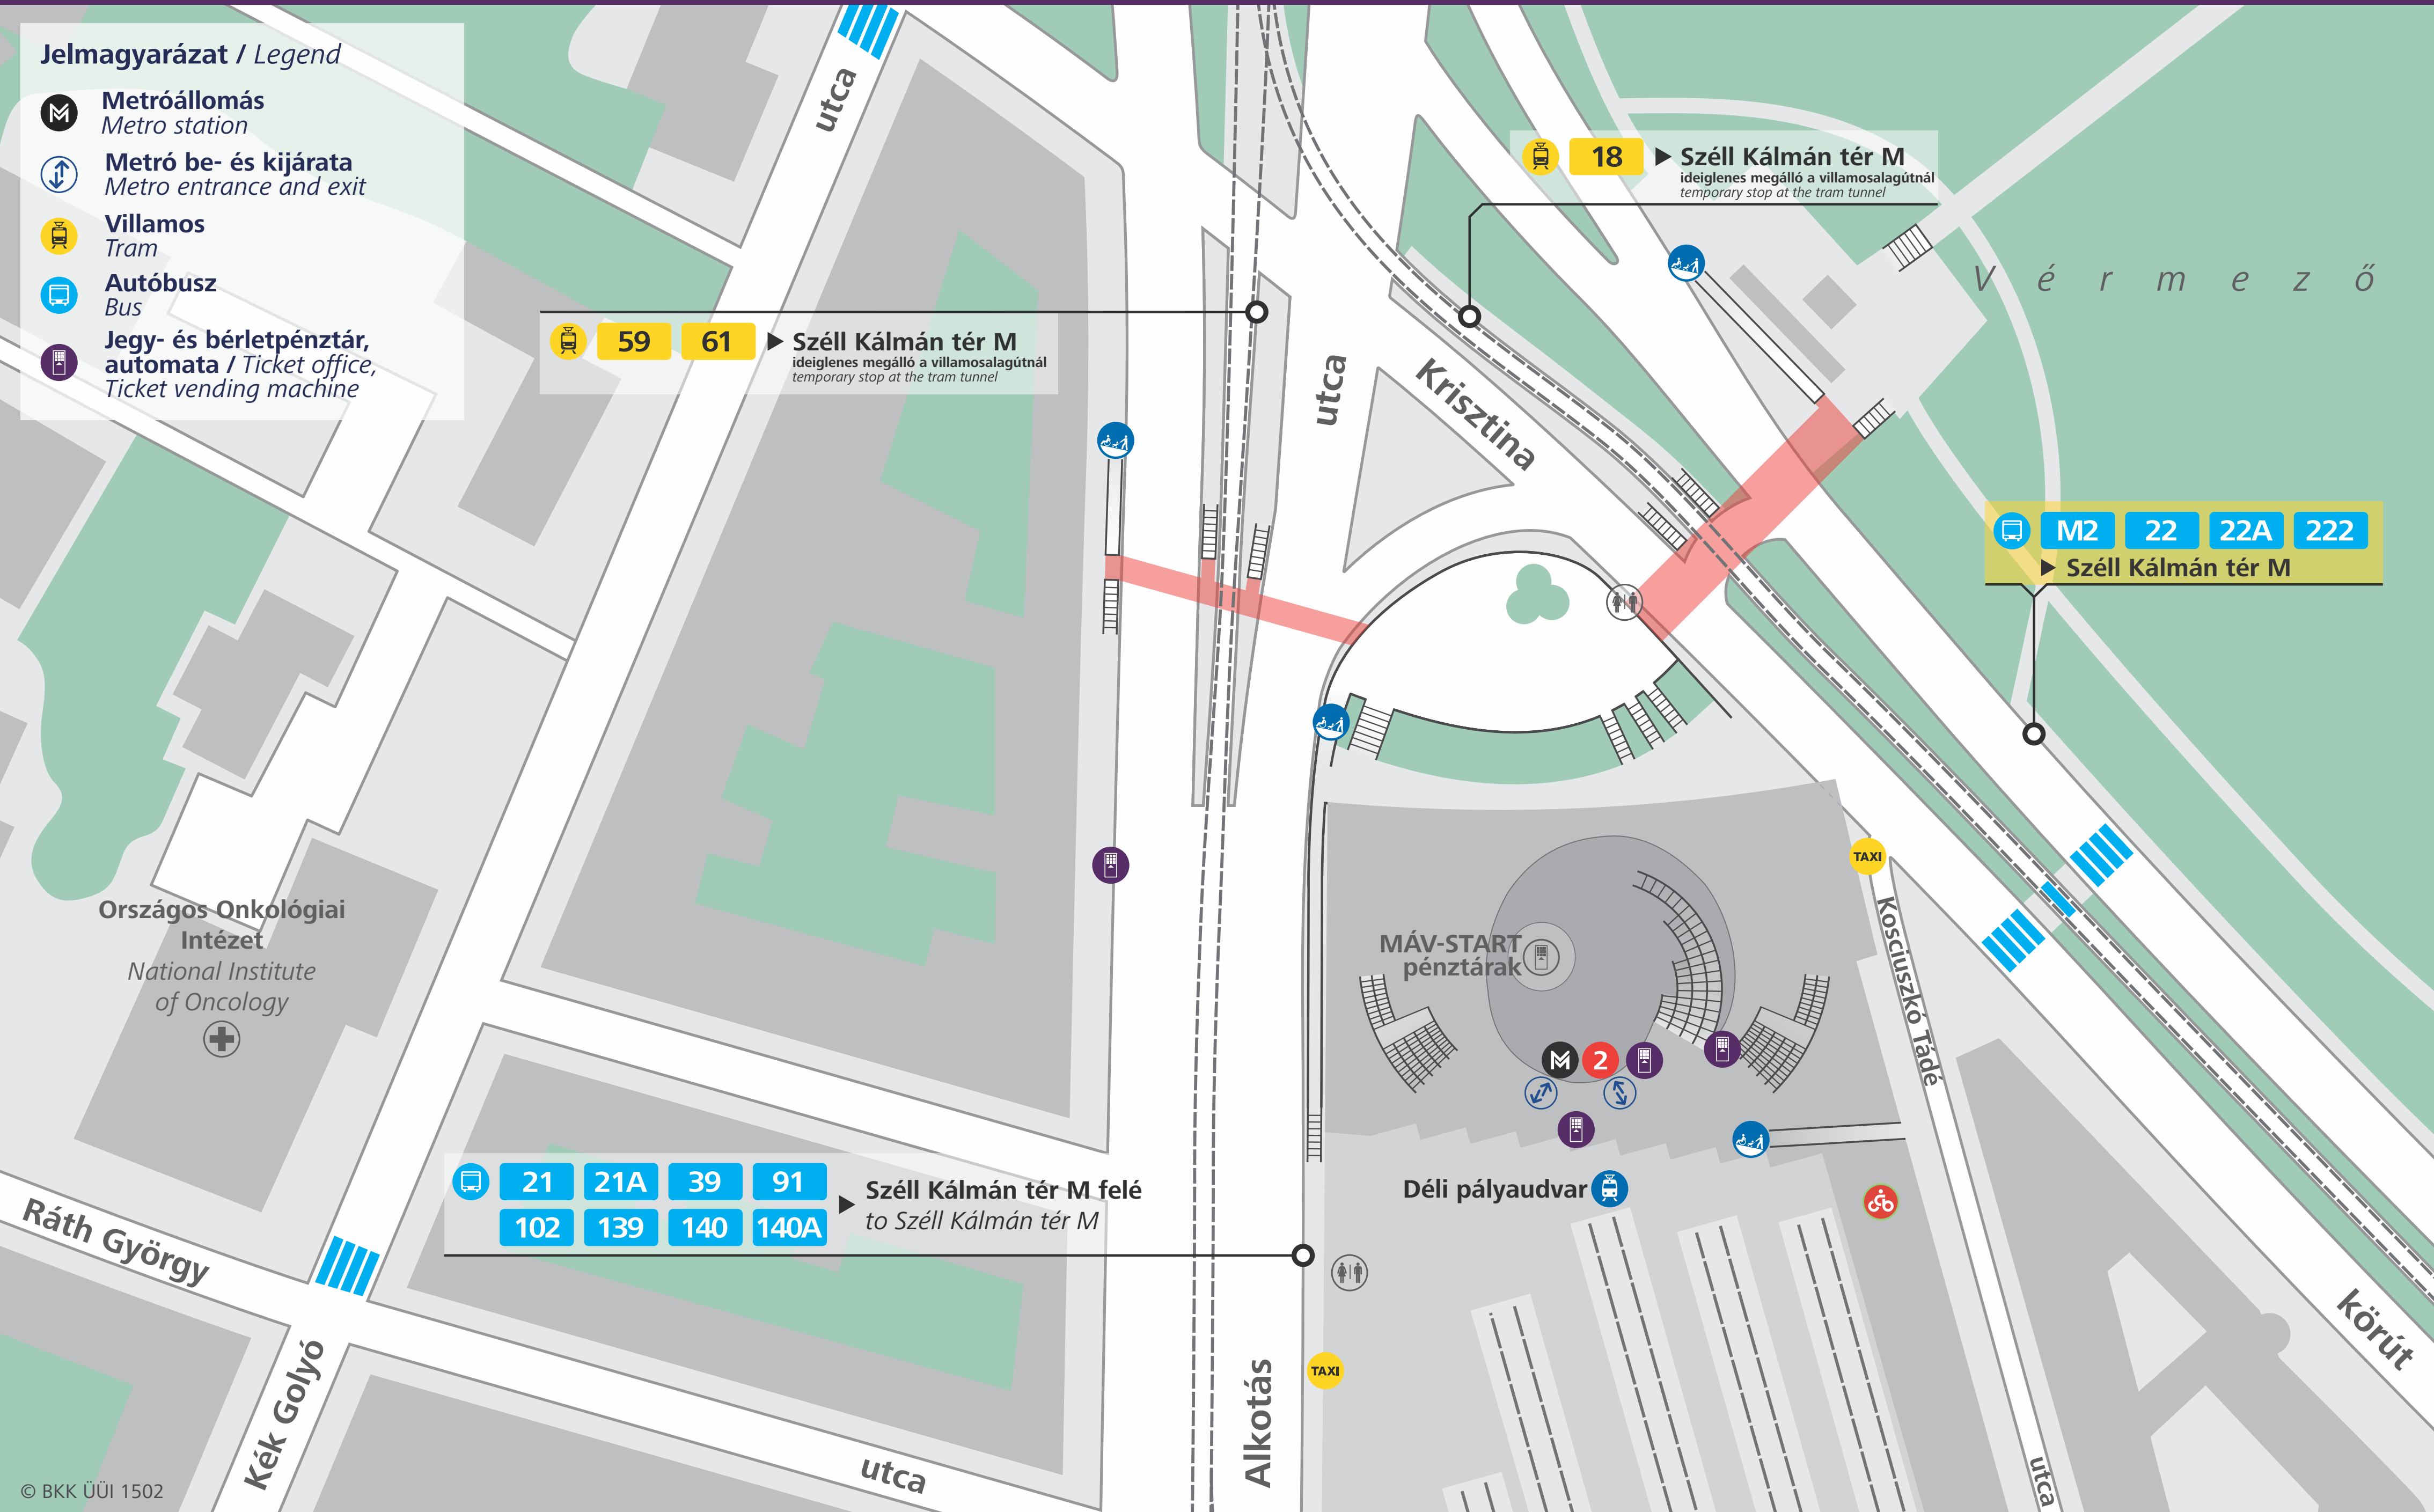 Jelmagyarázat / Legend
Metróállomás
Metro station
Metró be- és kijárata
Metro entrance and exit
Villamos
Tram
Autóbusz
Bus
Jegy- és bérletpénztár,
automata / Ticket office,
Ticket vending machine
utca
18 Széll Kálmán tér M
ideiglenes megálló a villamosalagútnál
temporary stop at the tram tunnel
Vérmező
59 61 Széll Kálmán tér M
ideiglenes megálló a villamosalagútnál
temporary stop at the tram tunnel
utca
Krisztina
M2 22 22A 222
Széll Kálmán tér M
TAXI
Országos Onkológiai
Intézet
National Institute
of Oncology
MÁV-START
pénztárak
Kosciuszkó Tádé
M 2
21 21A 39 91
102 139 140 140A
Széll Kálmán tér M felé
to Széll Kálmán tér M
Déli pályaudvar
Ráth György
körút
TAXI
Kék Golyó
Alkotás
utca
utca
© BKK ÜÜI 1502